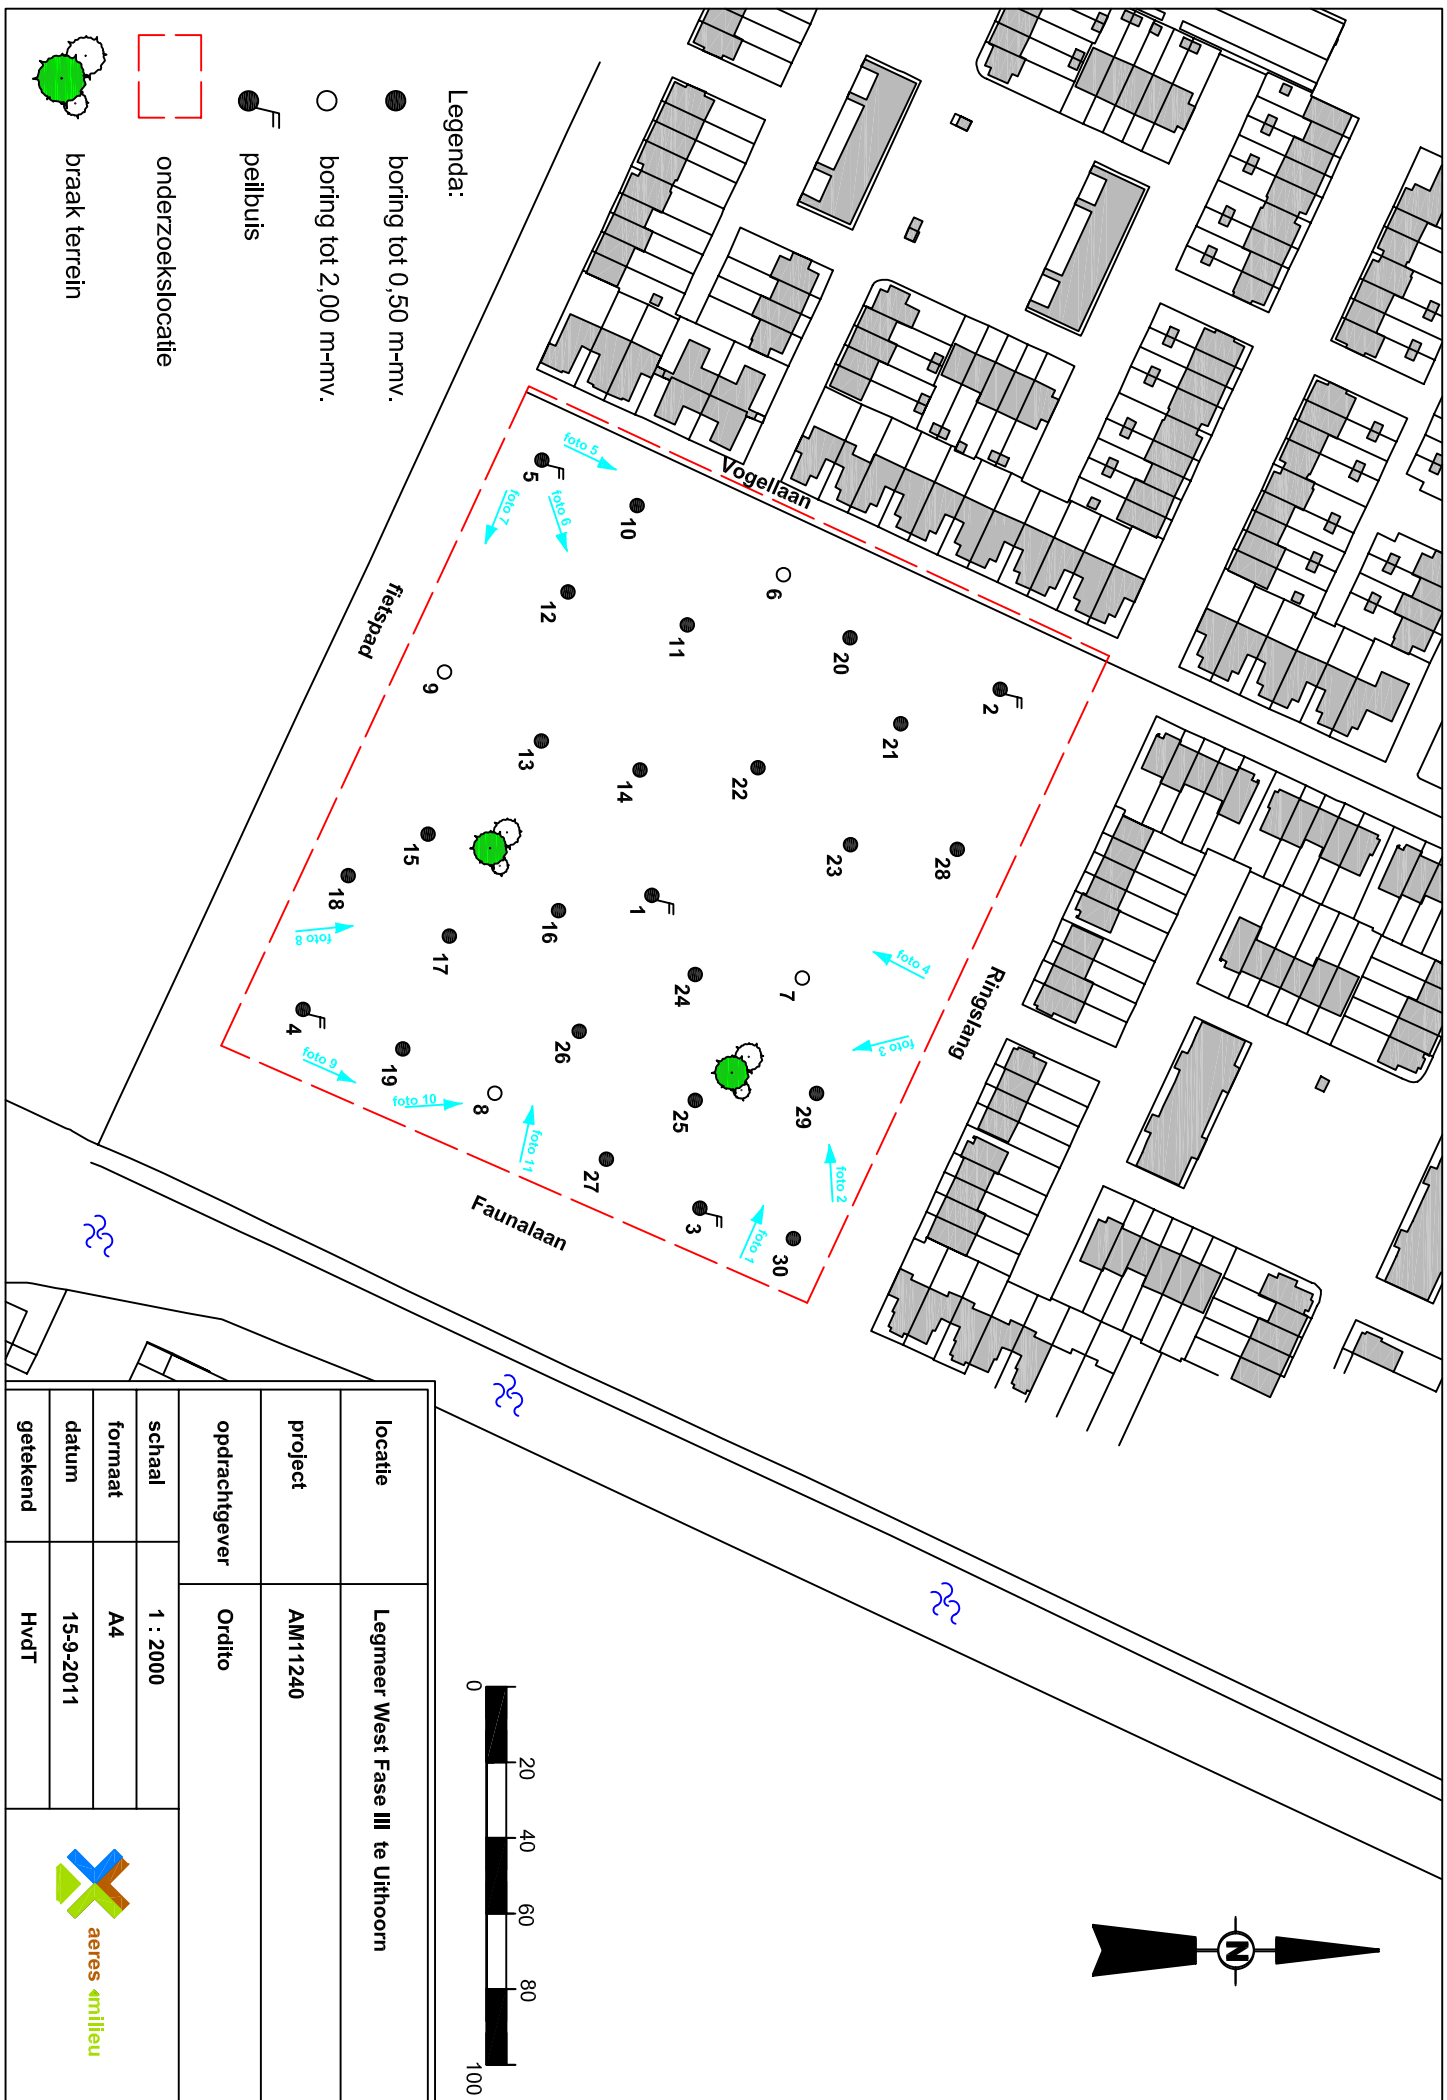 Legenda:
boring tot 0,50 m-mv.
boring tot 2,00 m-mv.
peilbuis
onderzoekslocatie
braak terrein
Vogellaan
Ringslang
Faunalaan
fietspad
foto 1
foto 2
foto 3
foto 4
foto 5
foto 6
foto 7
foto 8
foto 9
foto 10
foto 11
1
2
3
4
5
6
7
8
9
10
11
12
13
14
15
16
17
18
19
20
21
22
23
24
25
26
27
28
29
30
N
0 20 40 60 80 100
locatie Legmeer West Fase III te Uithoorn
project AM11240
opdrachtgever Ordito
schaal 1 : 2000
formaat A4
datum 15-9-2011
getekend HvdT
aeres milieu